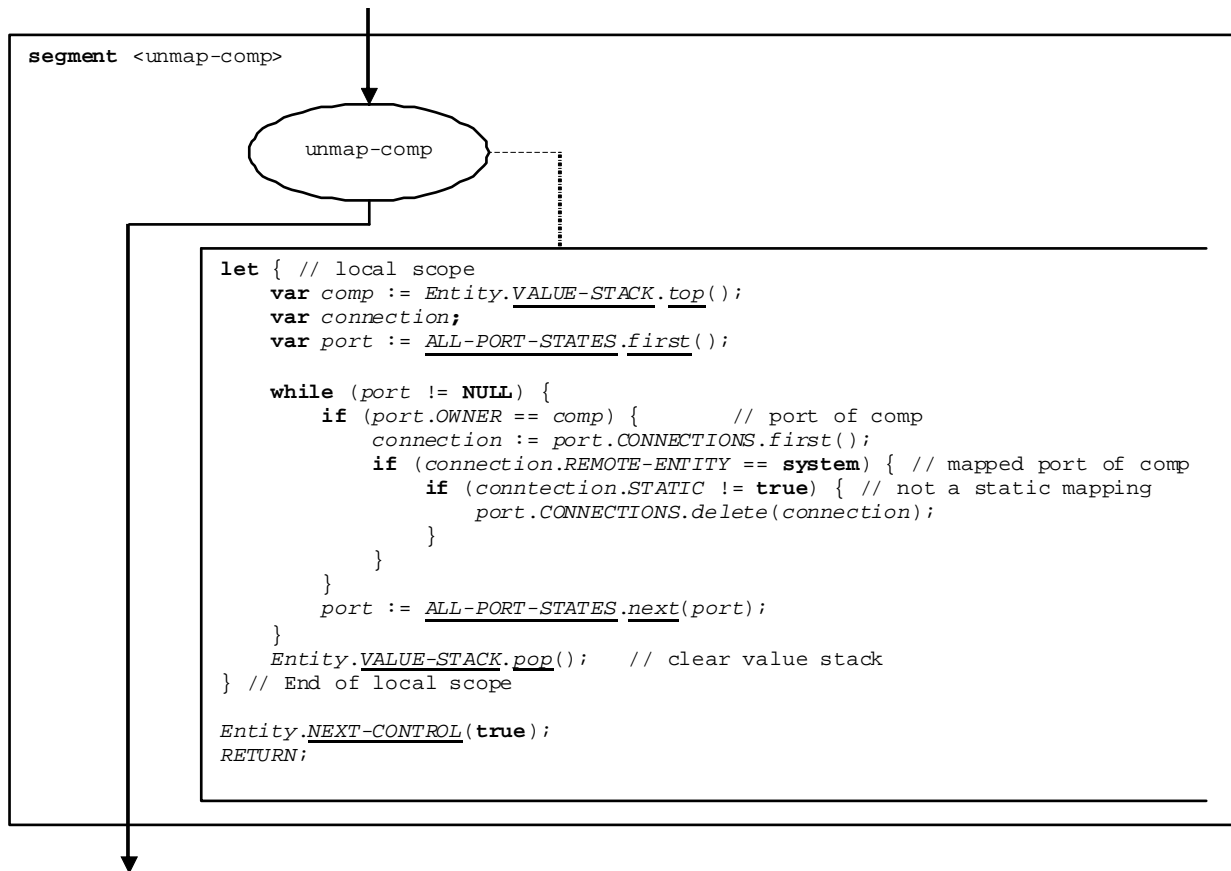 segment <unmap-comp>
unmap-comp
let { // local scope
var comp := Entity.VALUE-STACK.top();
var connection;
var port := ALL-PORT-STATES.first();
while (port != NULL) {
if (port.OWNER == comp) { // port of comp
connection := port.CONNECTIONS.first();
if (connection.REMOTE-ENTITY == system) { // mapped port of comp
if (conntection.STATIC != true) { // not a static mapping
port.CONNECTIONS.delete(connection);
}
}
}
port := ALL-PORT-STATES.next(port);
}
Entity.VALUE-STACK.pop(); // clear value stack
} // End of local scope
Entity.NEXT-CONTROL(true);
RETURN;